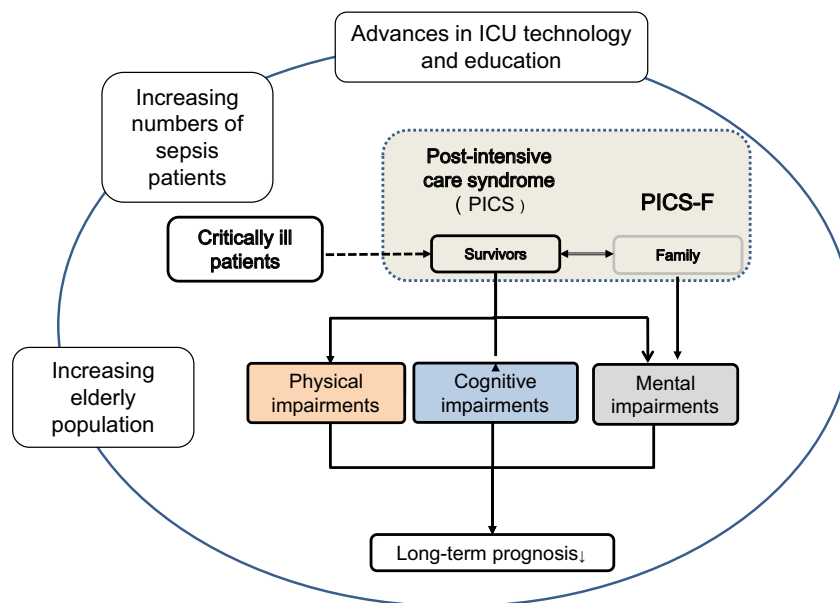 Advances in ICU technology
and education
Increasing
numbers of
sepsis
patients
Post-intensive
care syndrome
( PICS )
PICS-F
Critically ill
patients
Survivors
Family
Increasing
elderly
population
Physical
impairments
Cognitive
impairments
Mental
impairments
Long-term prognosis↓